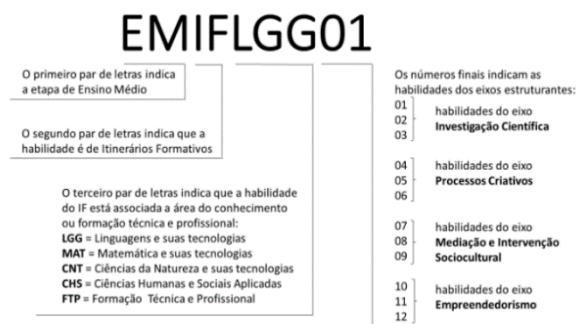 EMIFLGG01
O primeiro par de letras indica
a etapa de Ensino Médio
O segundo par de letras indica que a
habilidade é de Itinerários Formativos
O terceiro par de letras indica que a habilidade
do IF está associada a área do conhecimento
ou formação técnica e profissional:
LGG = Linguagens e suas tecnologias
MAT = Matemática e suas tecnologias
CNT = Ciências da Natureza e suas tecnologias
CHS = Ciências Humanas e Sociais Aplicadas
FTP = Formação Técnica e Profissional
Os números finais indicam as
habilidades dos eixos estruturantes:
01
02
03
habilidades do eixo
Investigação Científica
04
05
06
habilidades do eixo
Processos Criativos
07
08
09
habilidades do eixo
Mediação e Intervenção
Sociocultural
10
11
12
habilidades do eixo
Empreendedorismo